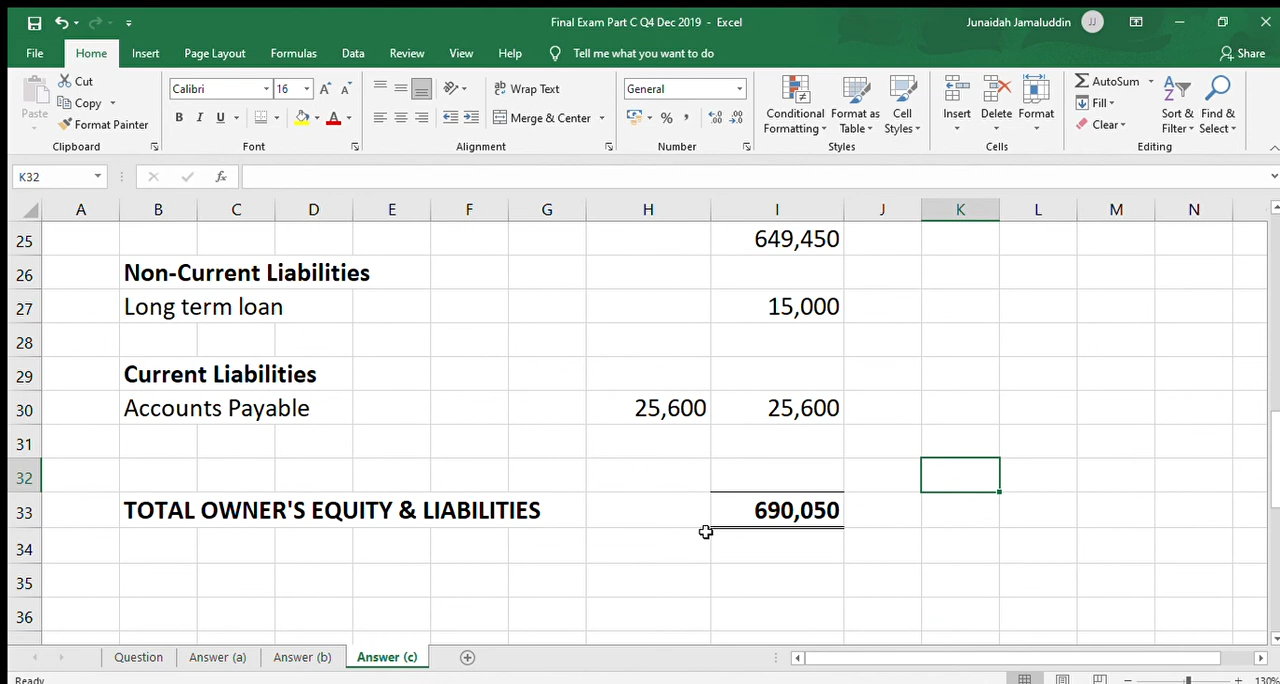 Final Exam Part C Q4 Dec 2019 - Excel
Junaidah Jamaluddin JJ
File Home Insert Page Layout Formulas Data Review View Help Tell me what you want to do Share
Paste
Cut
Copy
Format Painter
Clipboard
Calibri 16 A A
B I U A
Font
Wrap Text
Merge & Center
Alignment
General
% ,
Number
Conditional Formatting
Format as Table
Cell Styles
Styles
Insert Delete Format
Cells
AutoSum
Fill
Clear
Sort & Filter
Find & Select
Editing
K32 fx
A B C D E F G H I J K L M N
25 649,450
26 Non-Current Liabilities
27 Long term loan 15,000
28
29 Current Liabilities
30 Accounts Payable 25,600 25,600
31
32
33 TOTAL OWNER'S EQUITY & LIABILITIES 690,050
34
35
36
Question Answer (a) Answer (b) Answer (c)
Ready 130%